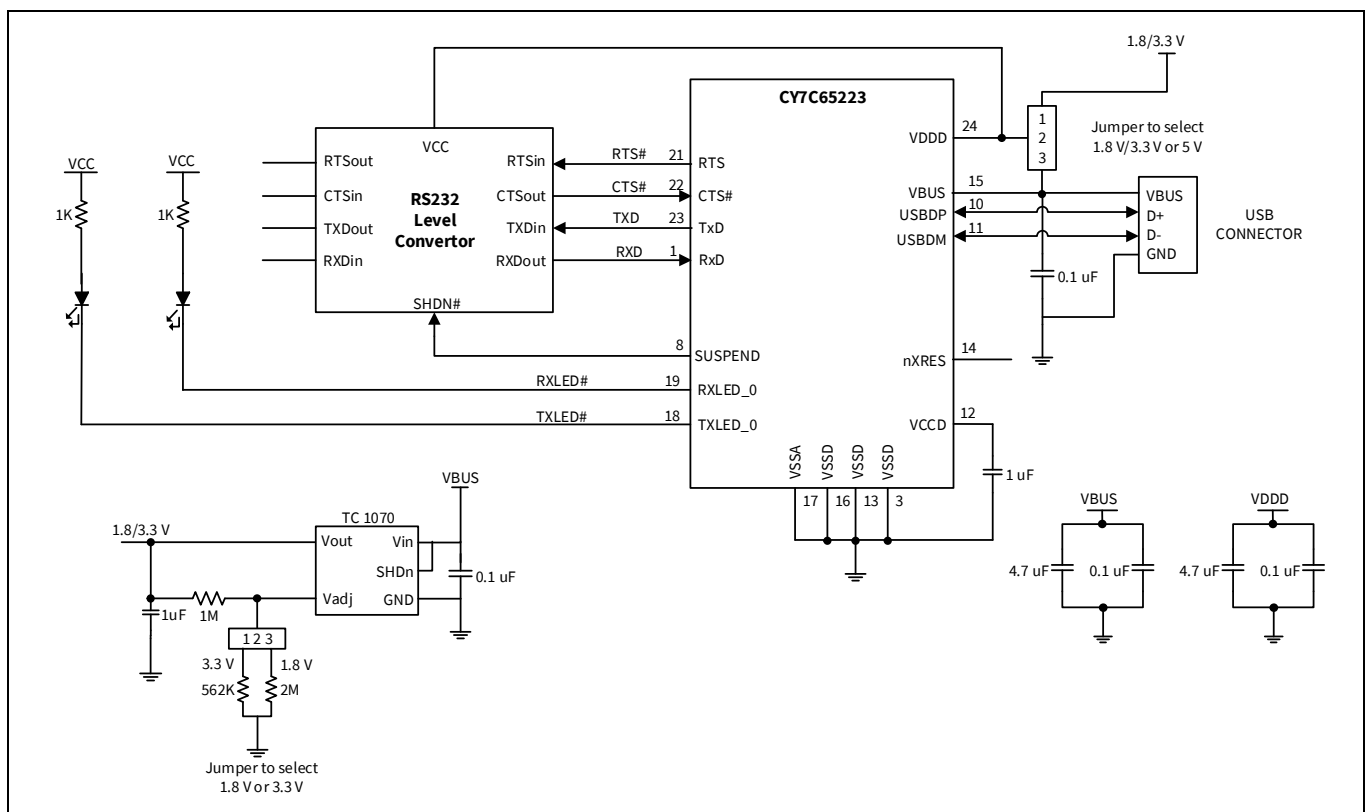 1.8/3.3 V
CY7C65223
VDDD
24
1
2
3
Jumper to select
1.8 V/3.3 V or 5 V
VCC
VCC
1K
1K
VCC
RS232
Level
Convertor
RTSout
CTSin
TXDout
RXDin
RTSin
CTSout
TXDin
RXDout
SHDN#
RTS# 21 RTS
CTS# 22 CTS#
TXD 23 TxD
RXD 1 RxD
VBUS 15
USBDP 10
USBDM 11
VBUS
D+
D-
GND
USB
CONNECTOR
0.1 uF
8 SUSPEND
nXRES 14
RXLED# 19 RXLED_0
TXLED# 18 TXLED_0
VCCD 12
1 uF
VSSA
VSSD
VSSD
VSSD
17
16
13
3
VBUS
1.8/3.3 V
TC 1070
Vout
Vin
SHDn
Vadj
GND
0.1 uF
1uF
1M
1 2 3
3.3 V
1.8 V
562K
2M
Jumper to select
1.8 V or 3.3 V
VBUS
4.7 uF
0.1 uF
VDDD
4.7 uF
0.1 uF